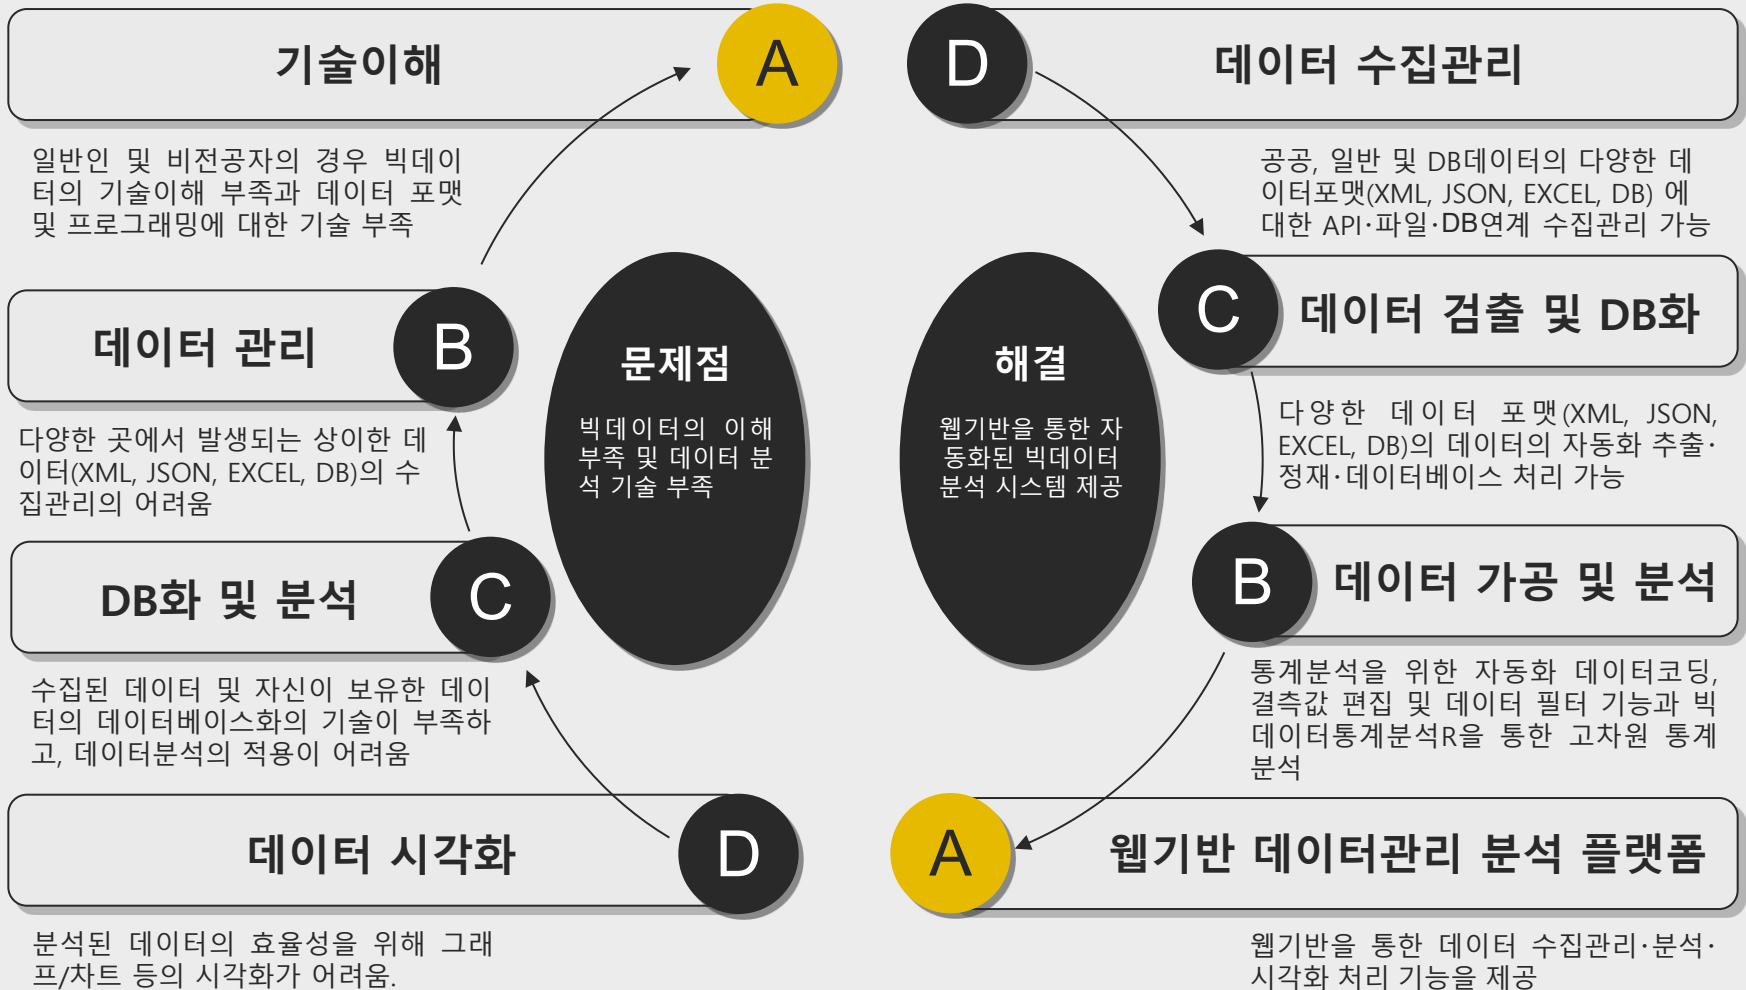 기술이해
A
일반인 및 비전공자의 경우 빅데이
터의 기술이해 부족과 데이터 포맷
및 프로그래밍에 대한 기술 부족
데이터 관리
B
다양한 곳에서 발생되는 상이한 데
이터(XML, JSON, EXCEL, DB)의 수
집관리의 어려움
DB화 및 분석
C
수집된 데이터 및 자신이 보유한 데이
터의 데이터베이스화의 기술이 부족하
고, 데이터분석의 적용이 어려움
데이터 시각화
D
분석된 데이터의 효율성을 위해 그래
프/차트 등의 시각화가 어려움.
문제점
빅데이터의 이해
부족 및 데이터 분
석 기술 부족
해결
웹기반을 통한 자
동화된 빅데이터
분석 시스템 제공
D
데이터 수집관리
공공, 일반 및 DB데이터의 다양한 데
이터포맷(XML, JSON, EXCEL, DB) 에
대한 API·파일·DB연계 수집관리 가능
C
데이터 검출 및 DB화
다양한 데이터 포맷(XML, JSON,
EXCEL, DB)의 데이터의 자동화 추출·
정재·데이터베이스 처리 가능
B
데이터 가공 및 분석
통계분석을 위한 자동화 데이터코딩,
결측값 편집 및 데이터 필터 기능과 빅
데이터통계분석R을 통한 고차원 통계
분석
A
웹기반 데이터관리 분석 플랫폼
웹기반을 통한 데이터 수집관리·분석·
시각화 처리 기능을 제공